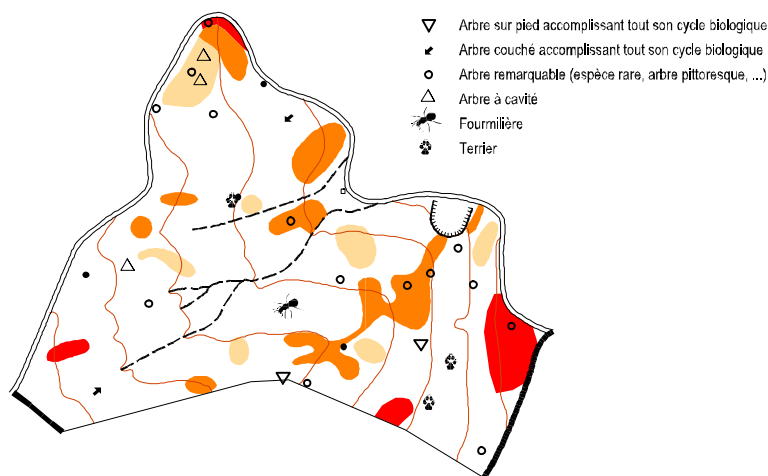 Arbre sur pied accomplissant tout son cycle biologique
Arbre couché accomplissant tout son cycle biologique
Arbre remarquable (espèce rare, arbre pittoresque, ...)
Arbre à cavité
Fourmilière
Terrier